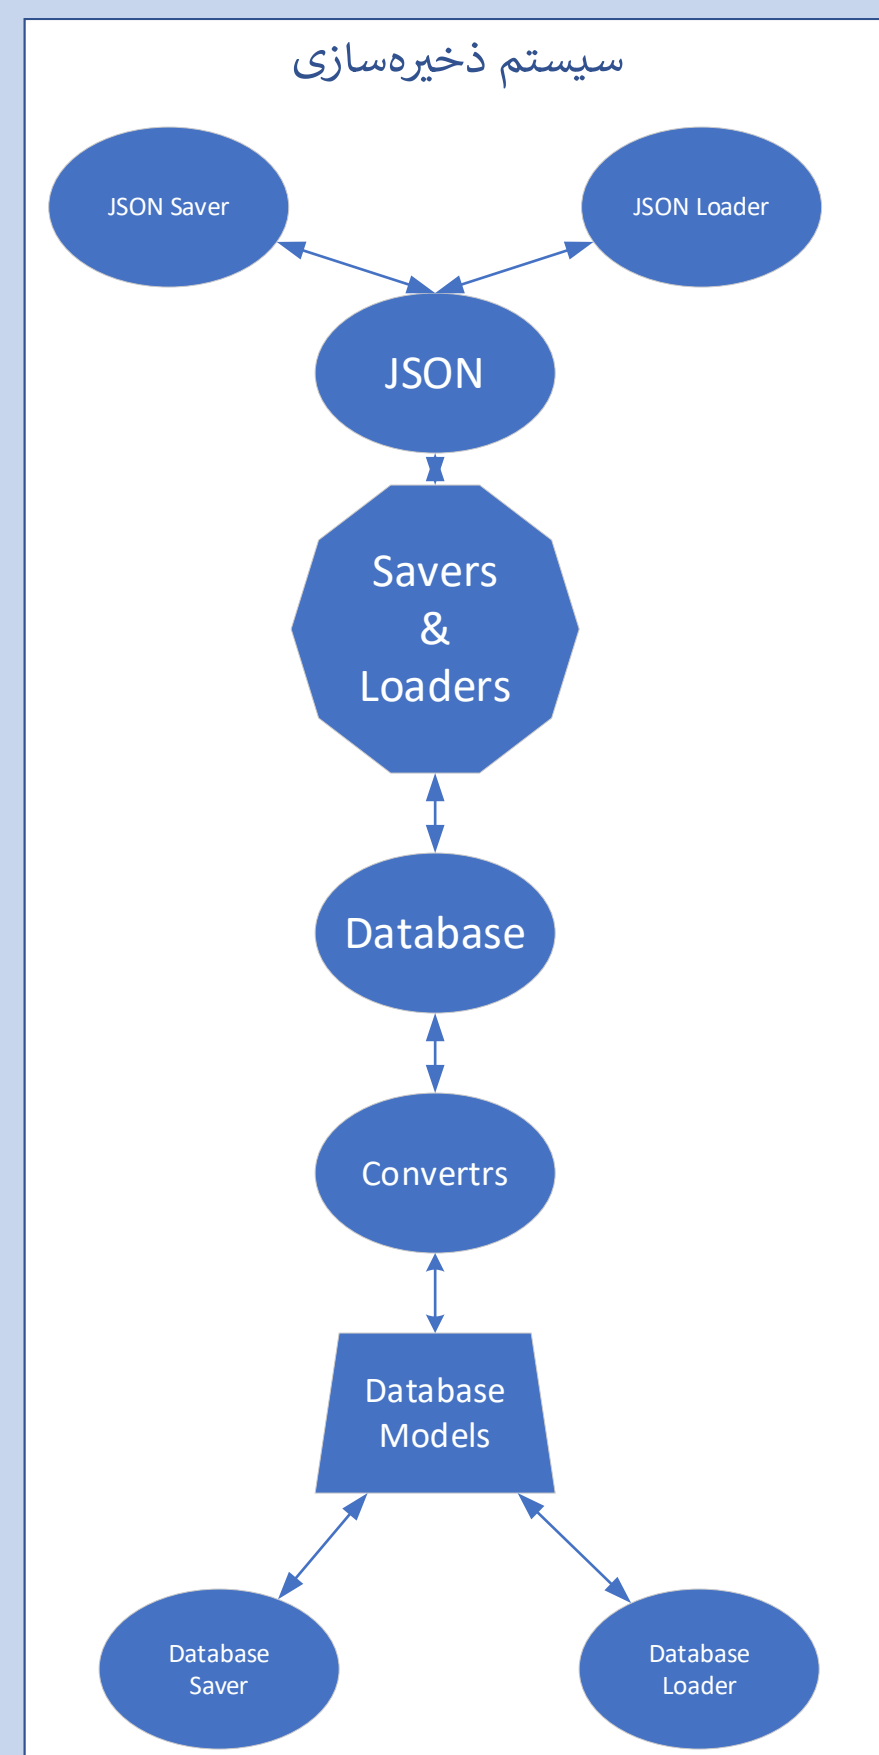 سیستم ذخیره‌سازی
JSON Saver
JSON Loader
JSON
Savers
&
Loaders
Database
Convertrs
Database
Models
Database
Saver
Database
Loader